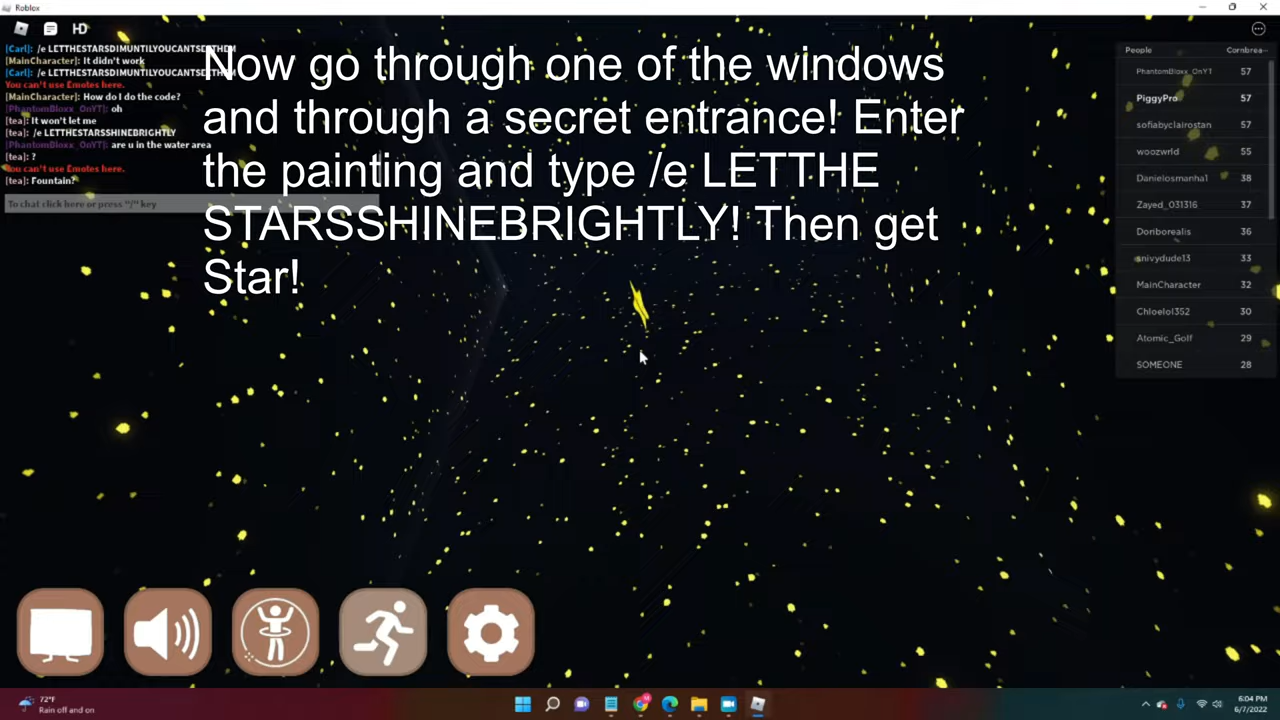 Roblox
HD
[Carl]: /e LETTHESTARSDIMUNTILYOUCANTSEETHEM
[MainCharacter]: It didn't work
[Carl]: /e LETTHESTARSDIMUNTILYOUCANTSEETHEM
You can't use Emotes here.
[MainCharacter]: How do I do the code?
[PhantomBloxx_OnYT]: oh
[tea]: It won't let me
[tea]: /e LETTHESTARSSHINEBRIGHTLY
[PhantomBloxx_OnYT]: are u in the water area
[tea]: ?
You can't use Emotes here.
[tea]: Fountain?
To chat click here or press "/" key
Now go through one of the windows
and through a secret entrance! Enter
the painting and type /e LETTHE
STARSSHINEBRIGHTLY! Then get
Star!
People Cornbrea--
PhantomBloxx_OnYT 57
PiggyPro 57
sofiabyclairostan 57
woozwrld 55
Danielosmanha1 38
Zayed_031316 37
Doriborealis 36
snivydude13 33
MainCharacter 32
Chloelol352 30
Atomic_Golf 29
SOMEONE 28
72°F
Rain off and on
6:04 PM
6/7/2022